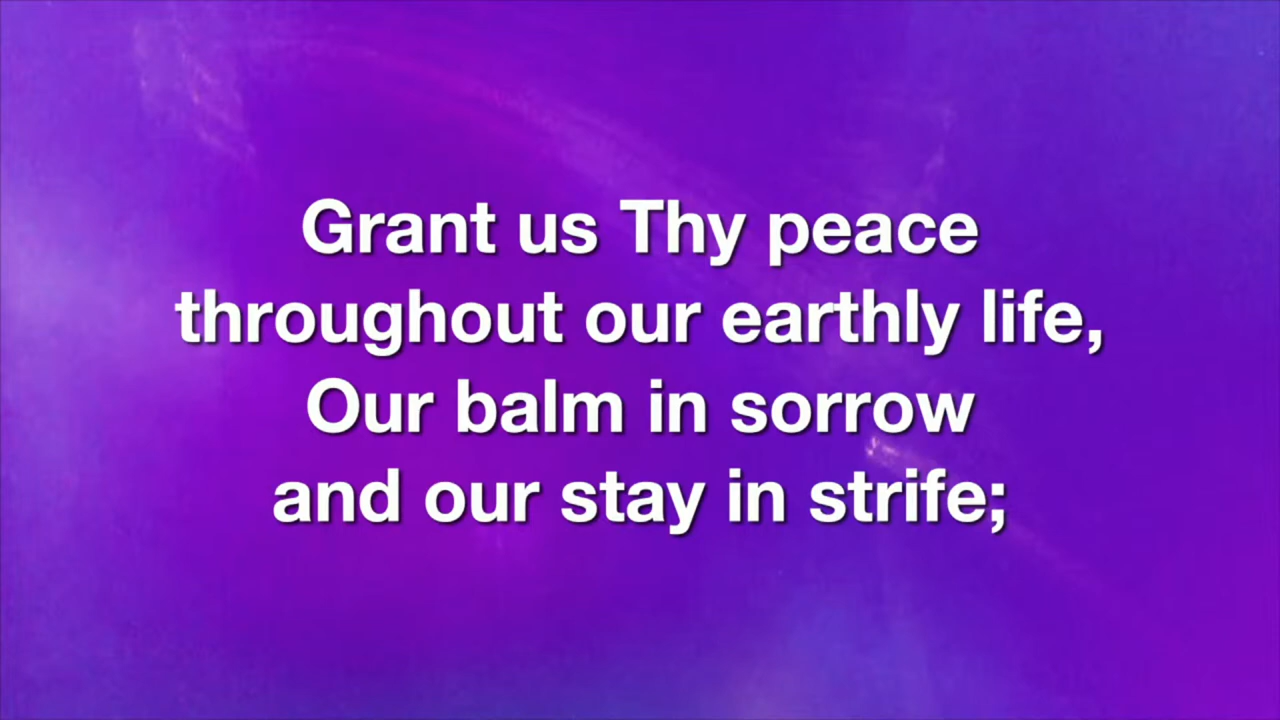 Grant us Thy peace
throughout our earthly life,
Our balm in sorrow
and our stay in strife;